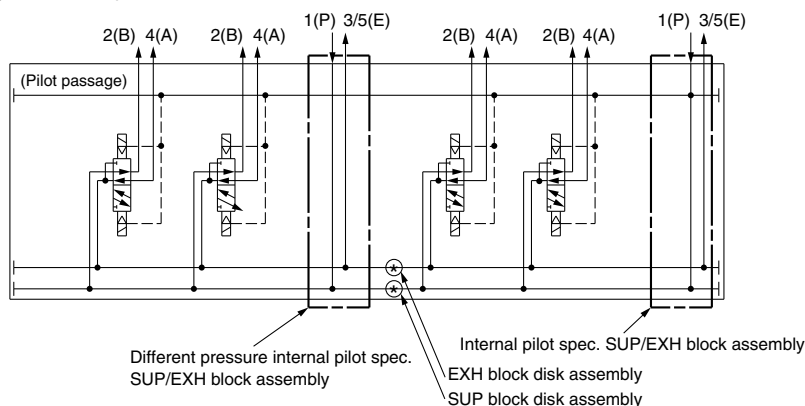 1(P) 3/5(E) 1(P) 3/5(E)
2(B) 4(A) 2(B) 4(A) 2(B) 4(A) 2(B) 4(A)
(Pilot passage)
*
*
Different pressure internal pilot spec.
SUP/EXH block assembly
Internal pilot spec. SUP/EXH block assembly
EXH block disk assembly
SUP block disk assembly